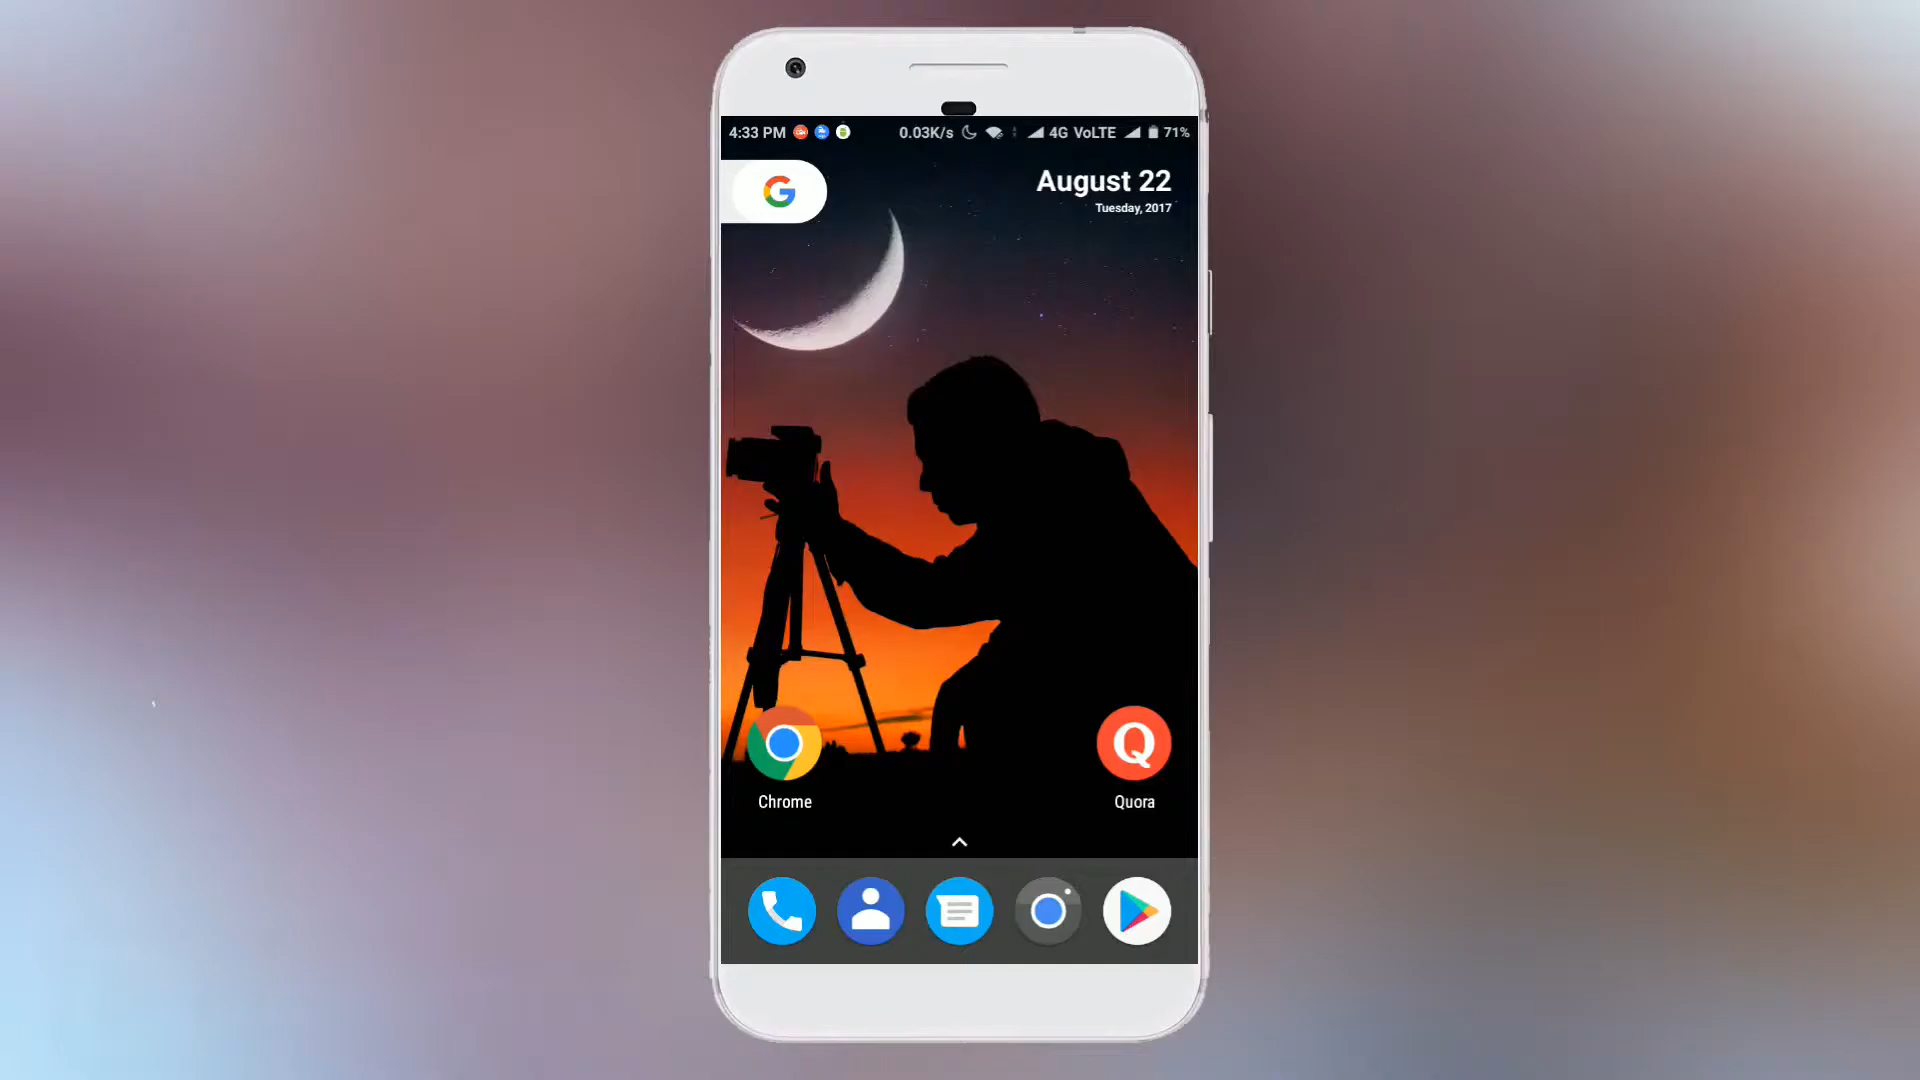 4:33 PM 0.03K/s 4G VoLTE 71%
G
August 22
Tuesday, 2017
Q
Chrome
Quora